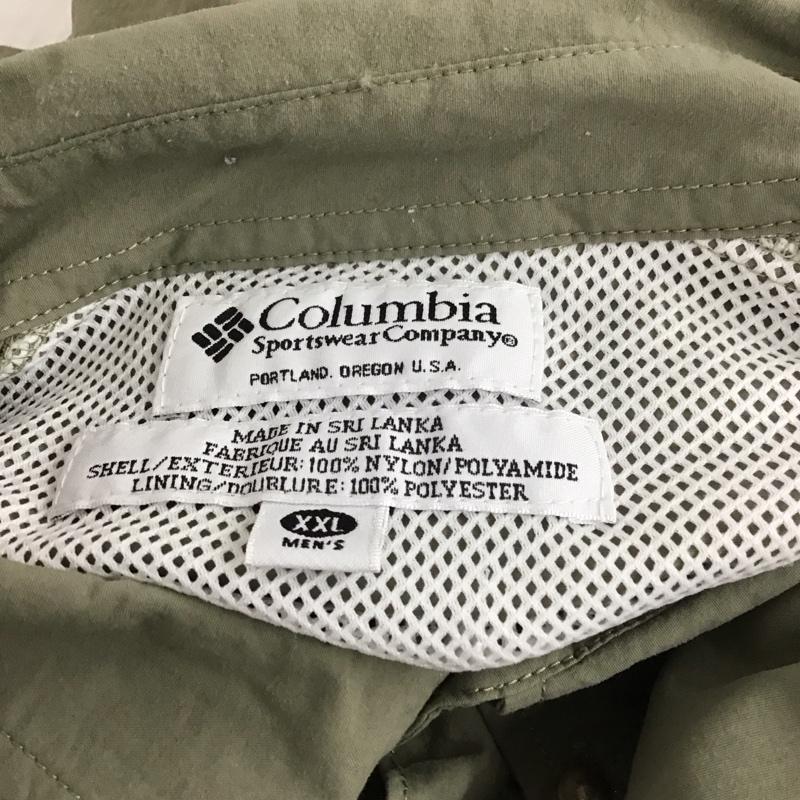 Columbia
Sportswear Company®
PORTLAND, OREGON U.S.A.
MADE IN SRI LANKA
FABRIQUE AU SRI LANKA
SHELL/EXTERIEUR: 100% NYLON/POLYAMIDE
LINING/DOUBLURE: 100% POLYESTER
XXL
MEN'S